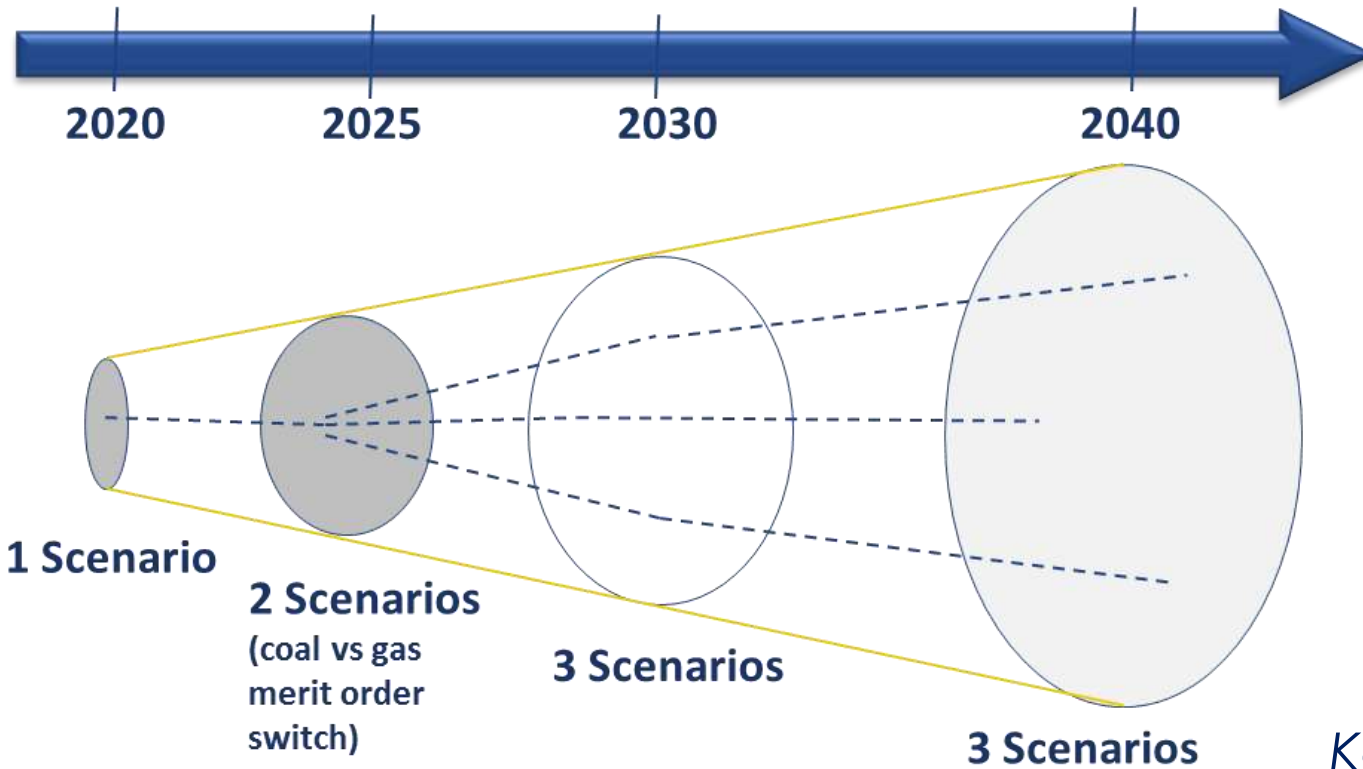 2020 2025 2030 2040
1 Scenario
2 Scenarios
(coal vs gas
merit order
switch)
3 Scenarios
3 Scenarios